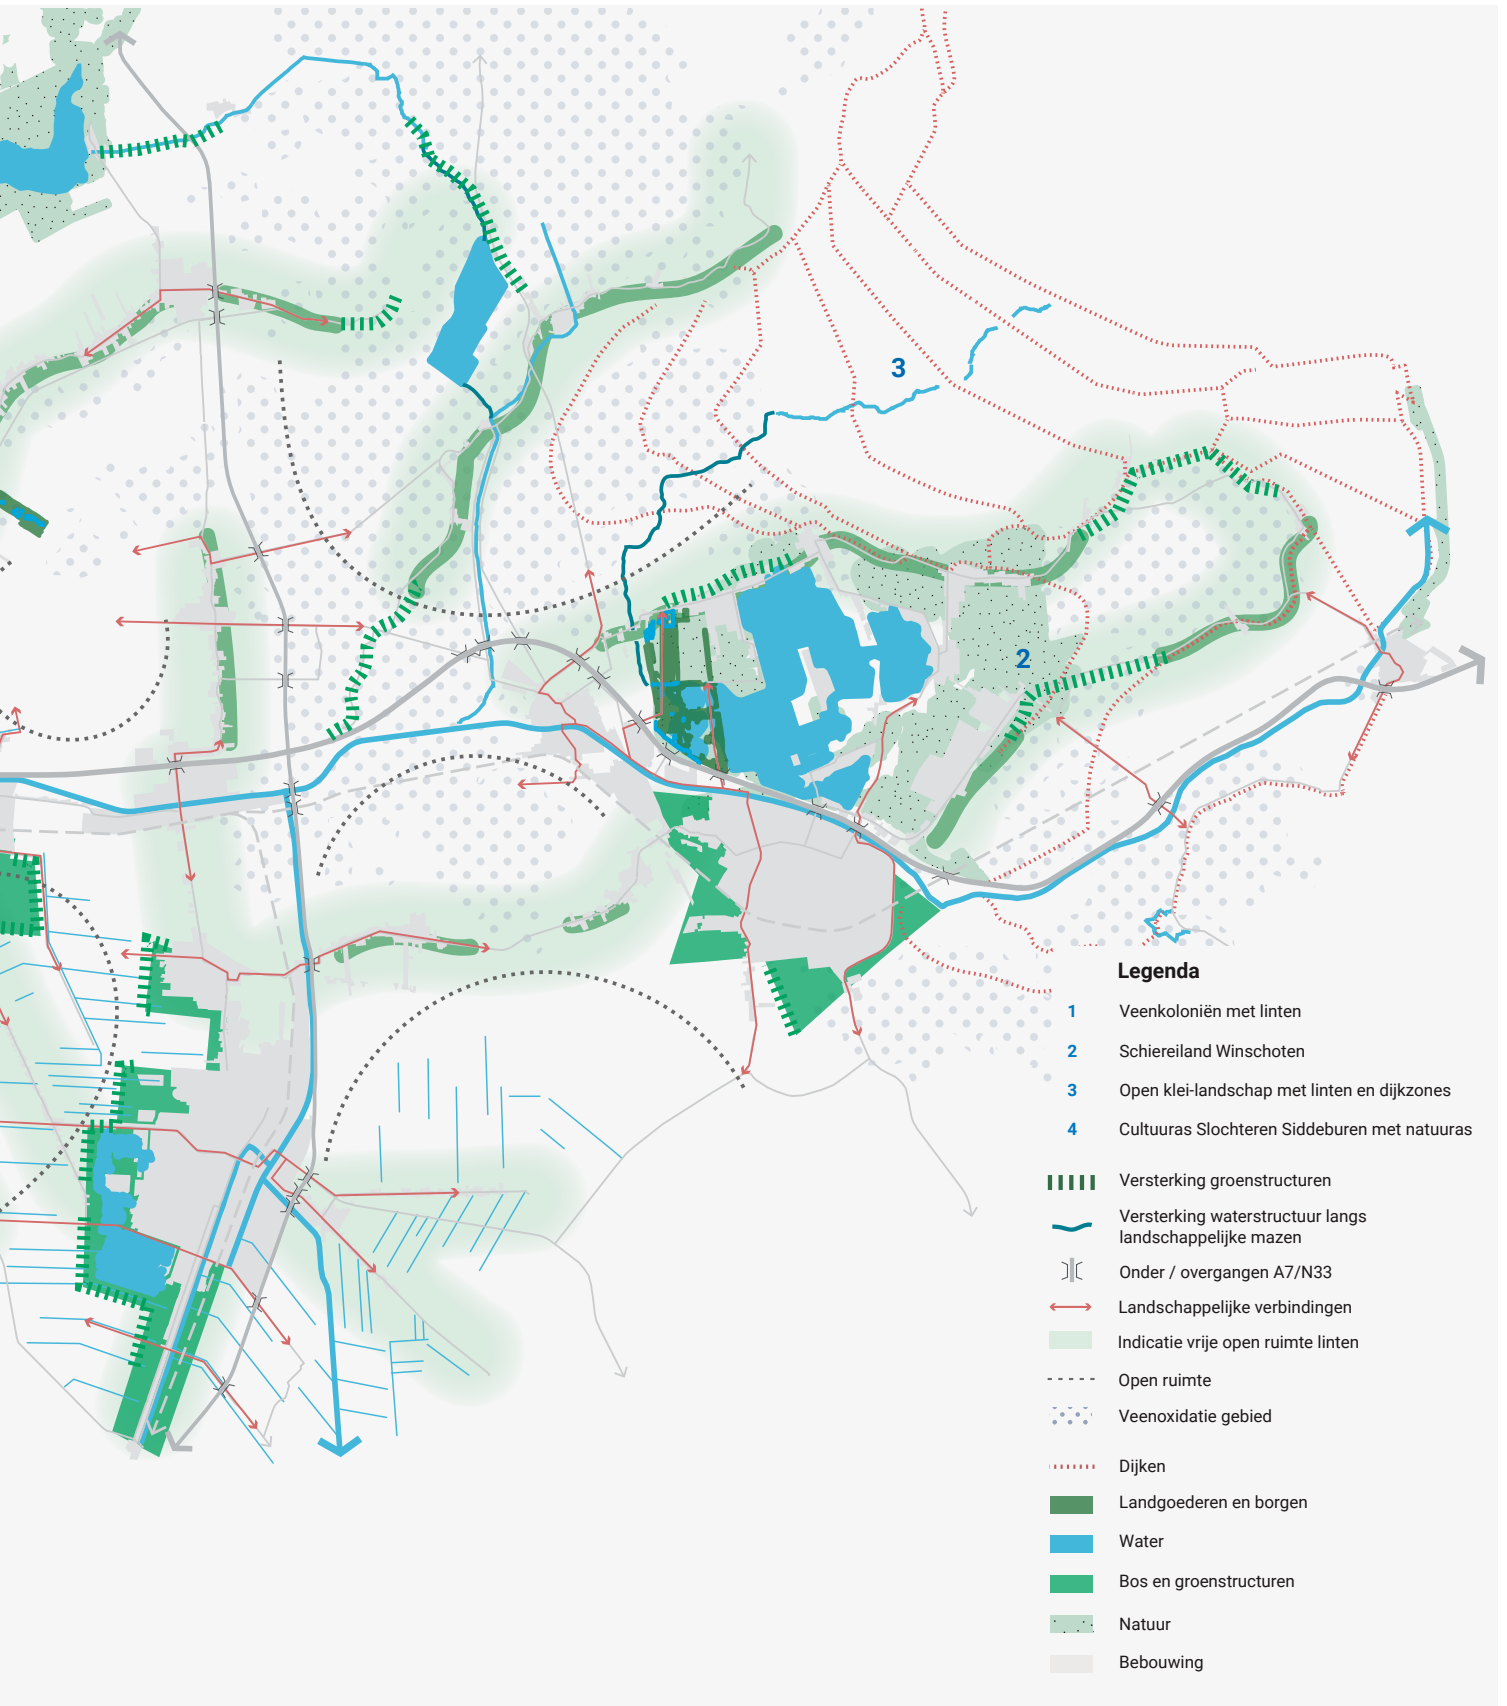 3
2
Legenda
1 Veenkoloniën met linten
2 Schiereiland Winschoten
3 Open klei-landschap met linten en dijkzones
4 Cultuuras Slochteren Siddeburen met natuuras
Versterking groenstructuren
Versterking waterstructuur langs
landschappelijke mazen
Onder / overgangen A7/N33
Landschappelijke verbindingen
Indicatie vrije open ruimte linten
Open ruimte
Veenoxidatie gebied
Dijken
Landgoederen en borgen
Water
Bos en groenstructuren
Natuur
Bebouwing